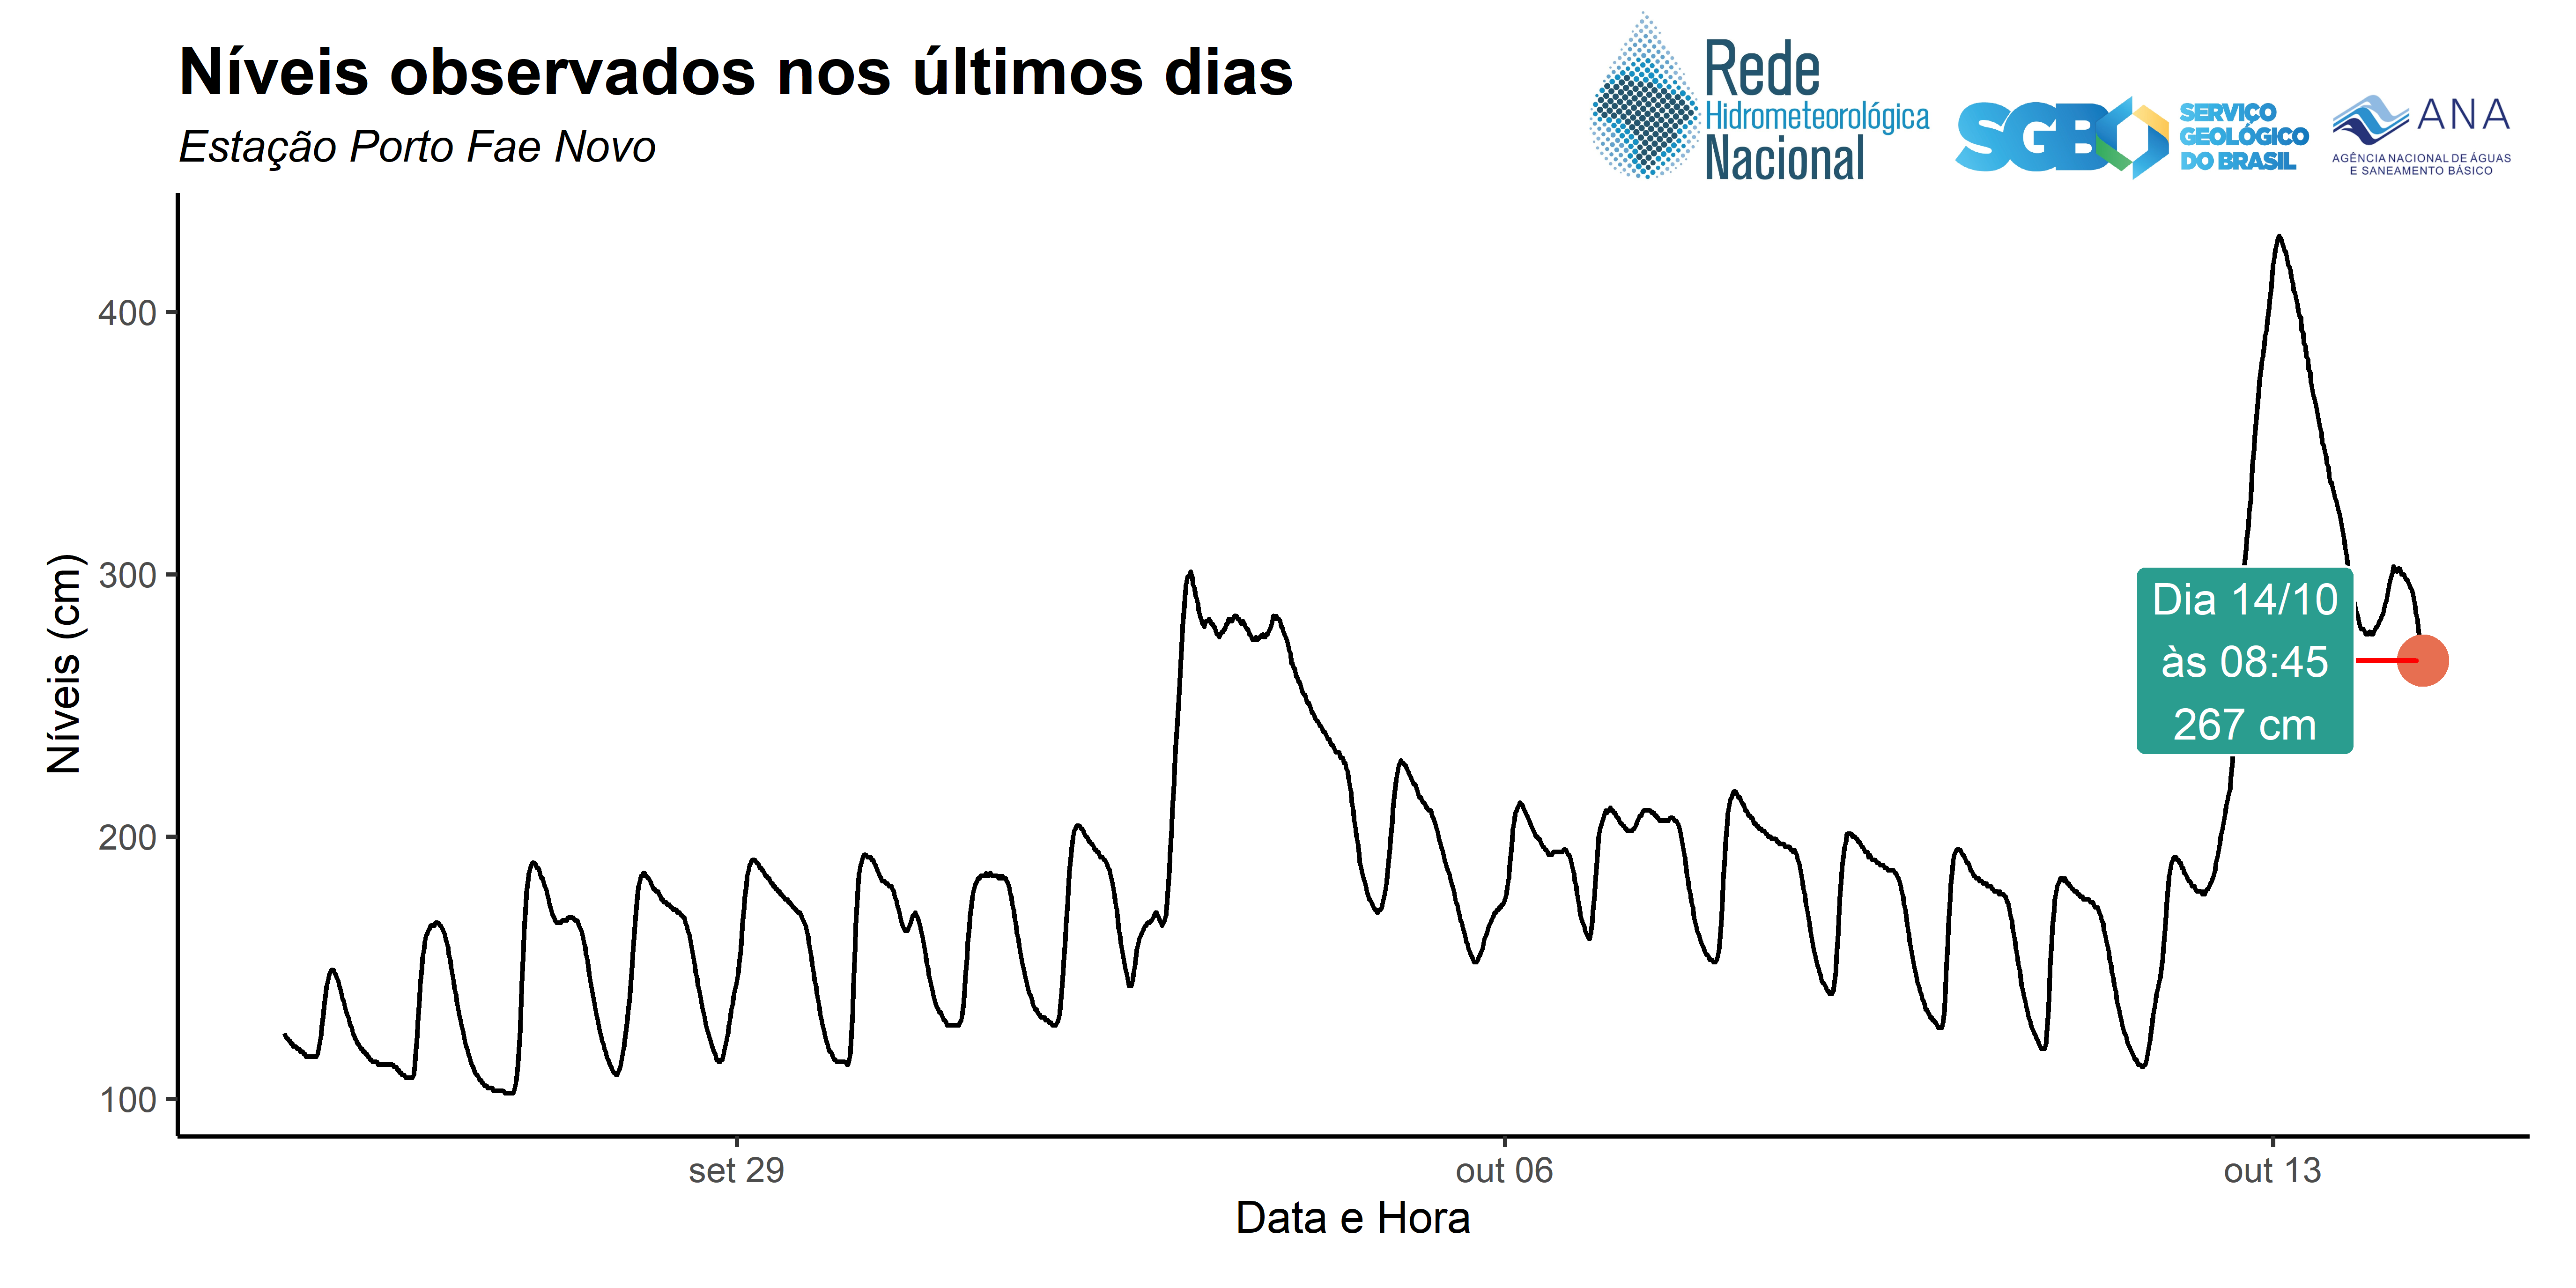 Níveis observados nos últimos dias
Estação Porto Fae Novo
Rede
Hidrometeorológica
Nacional
SGB
SERVIÇO
GEOLÓGICO
DO BRASIL
ANA
AGÊNCIA NACIONAL DE ÁGUAS
E SANEAMENTO BÁSICO
Níveis (cm)
400
300
200
100
Dia 14/10
às 08:45
267 cm
set 29
out 06
out 13
Data e Hora